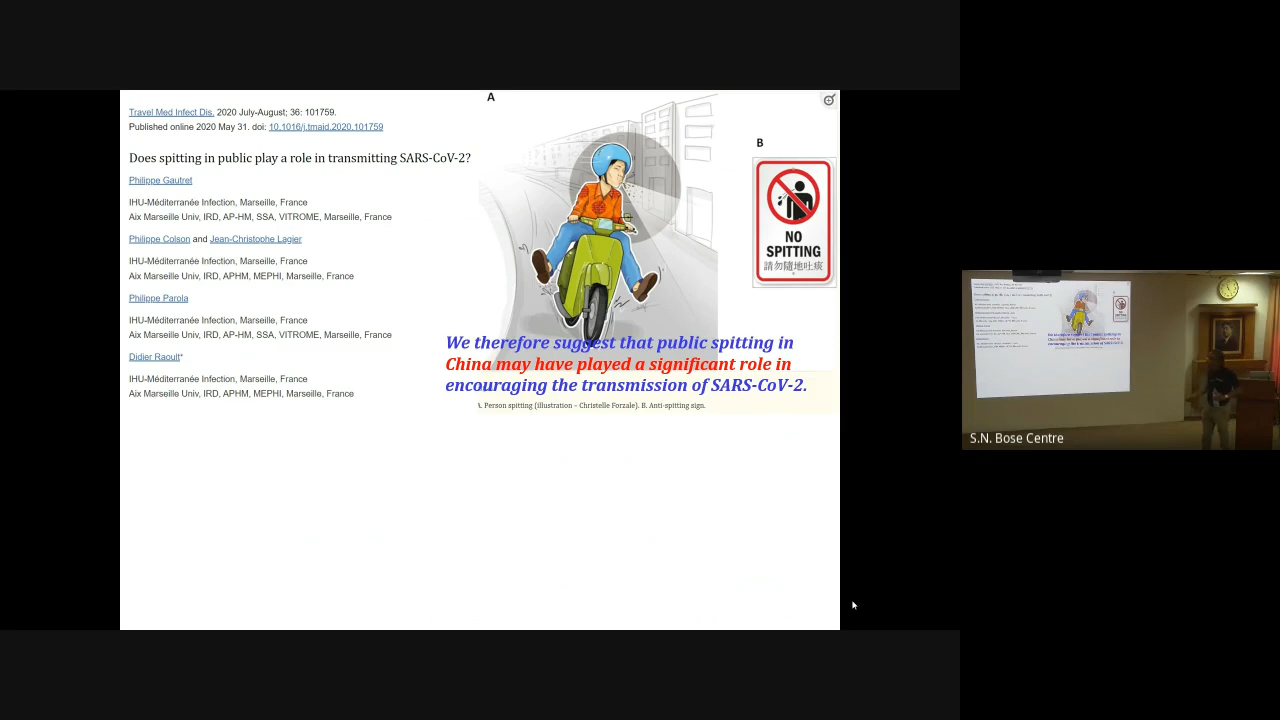 Travel Med Infect Dis. 2020 July-August; 36: 101759.
Published online 2020 May 31. doi: 10.1016/j.tmaid.2020.101759
Does spitting in public play a role in transmitting SARS-CoV-2?
Philippe Gautret
IHU-Méditerranée Infection, Marseille, France
Aix Marseille Univ, IRD, AP-HM, SSA, VITROME, Marseille, France
Philippe Colson and Jean-Christophe Lagier
IHU-Méditerranée Infection, Marseille, France
Aix Marseille Univ, IRD, APHM, MEPHI, Marseille, France
Philippe Parola
IHU-Méditerranée Infection, Marseille, France
Aix Marseille Univ, IRD, AP-HM, SSA, VITROME, Marseille, France
Didier Raoult*
IHU-Méditerranée Infection, Marseille, France
Aix Marseille Univ, IRD, APHM, MEPHI, Marseille, France
A
B
NO
SPITTING
請勿隨地吐痰
We therefore suggest that public spitting in
China may have played a significant role in
encouraging the transmission of SARS-CoV-2.
Person spitting (illustration – Christelle Forzale). B. Anti-spitting sign.
S.N. Bose Centre